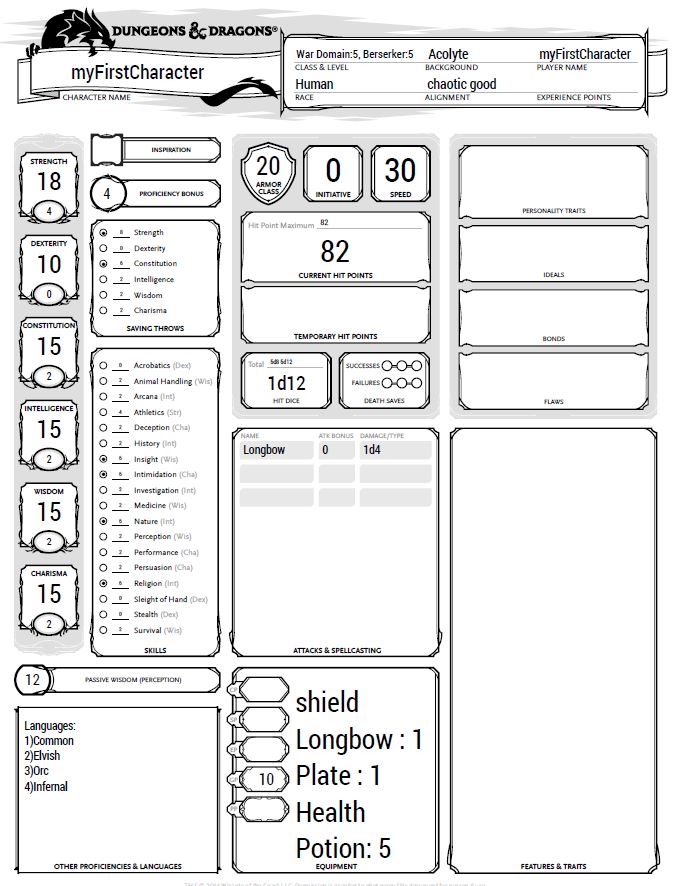 DUNGEONS & DRAGONS®
myFirstCharacter
CHARACTER NAME
War Domain:5, Berserker:5 Acolyte myFirstCharacter
CLASS & LEVEL BACKGROUND PLAYER NAME
Human chaotic good
RACE ALIGNMENT EXPERIENCE POINTS
STRENGTH
18
4
DEXTERITY
10
0
CONSTITUTION
15
2
INTELLIGENCE
15
2
WISDOM
15
2
CHARISMA
15
2
INSPIRATION
4 PROFICIENCY BONUS
8 Strength
0 Dexterity
6 Constitution
2 Intelligence
2 Wisdom
2 Charisma
SAVING THROWS
0 Acrobatics (Dex)
2 Animal Handling (Wis)
2 Arcana (Int)
4 Athletics (Str)
2 Deception (Cha)
2 History (Int)
6 Insight (Wis)
6 Intimidation (Cha)
2 Investigation (Int)
2 Medicine (Wis)
6 Nature (Int)
2 Perception (Wis)
2 Performance (Cha)
2 Persuasion (Cha)
6 Religion (Int)
0 Sleight of Hand (Dex)
0 Stealth (Dex)
2 Survival (Wis)
SKILLS
12 PASSIVE WISDOM (PERCEPTION)
Languages:
1)Common
2)Elvish
3)Orc
4)Infernal
OTHER PROFICIENCIES & LANGUAGES
20
ARMOR
CLASS
0
INITIATIVE
30
SPEED
Hit Point Maximum 82
82
CURRENT HIT POINTS
TEMPORARY HIT POINTS
Total 5d8 5d12
1d12
HIT DICE
SUCCESSES
FAILURES
DEATH SAVES
NAME ATK BONUS DAMAGE/TYPE
Longbow 0 1d4
ATTACKS & SPELLCASTING
CP
SP
EP
GP 10
PP
shield
Longbow : 1
Plate : 1
Health
Potion: 5
EQUIPMENT
PERSONALITY TRAITS
IDEALS
BONDS
FLAWS
FEATURES & TRAITS